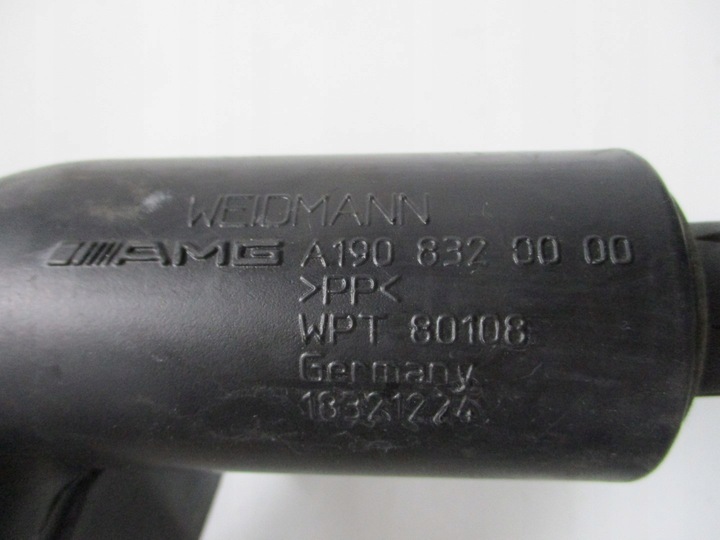 WEIDMANN
AMG A190 832 00 00
>PP<
WPT 80108
Germany
18321224